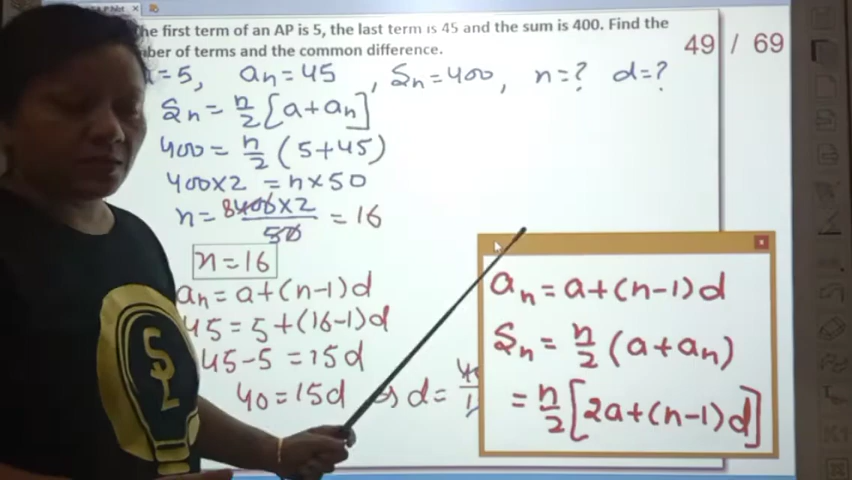 he first term of an AP is 5, the last term is 45 and the sum is 400. Find the
ber of terms and the common difference.
49 / 69
=5, aₙ=45, Sₙ=400, n=? d=?
Sₙ = n/2 [a+aₙ]
400 = n/2 (5+45)
400×2 = n×50
n = 8 400×2/50 = 16
n=16
aₙ=a+(n-1)d
45=5+(16-1)d
45-5=15d
40=15d d=
aₙ=a+(n-1)d
Sₙ = n/2 (a+aₙ)
= n/2 [2a+(n-1)d]